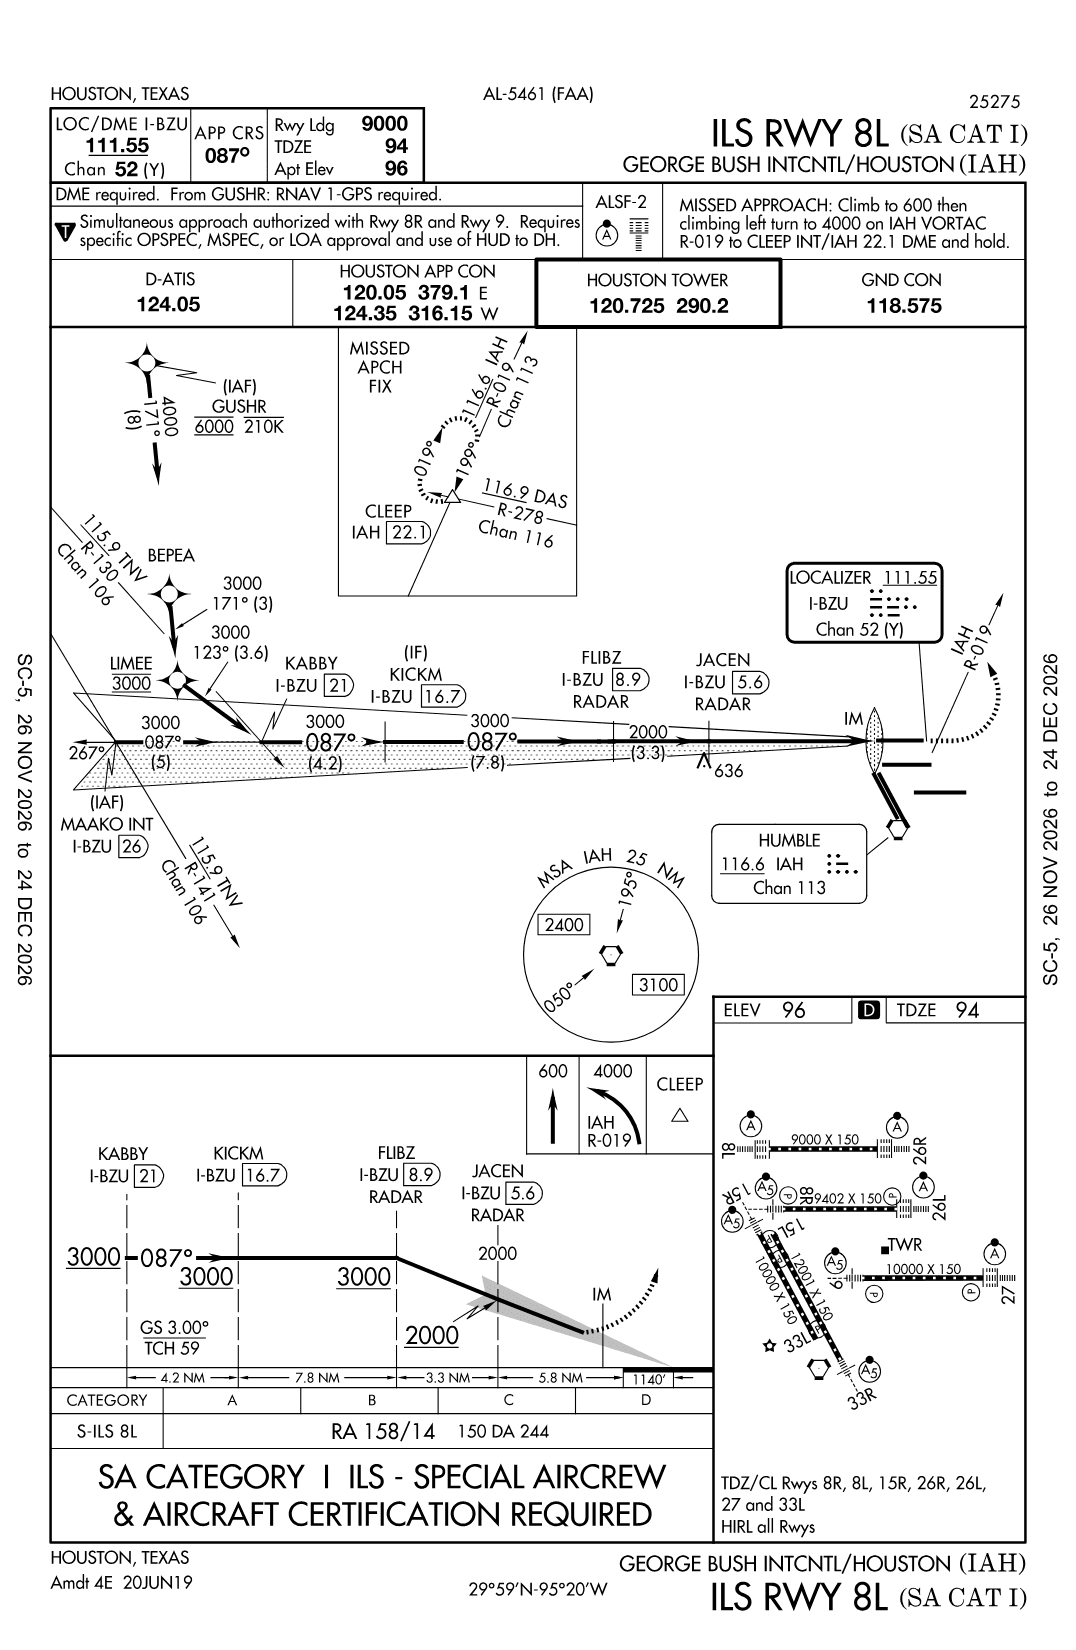 HOUSTON, TEXAS
AL-5461 (FAA)
25275
LOC/DME I-BZU
111.55
Chan 52 (Y)
APP CRS
087°
Rwy Ldg 9000
TDZE 94
Apt Elev 96
ILS RWY 8L (SA CAT I)
GEORGE BUSH INTCNTL/HOUSTON (IAH)
DME required. From GUSHR: RNAV 1-GPS required.
T
Simultaneous approach authorized with Rwy 8R and Rwy 9. Requires
specific OPSPEC, MSPEC, or LOA approval and use of HUD to DH.
ALSF-2
A
MISSED APPROACH: Climb to 600 then
climbing left turn to 4000 on IAH VORTAC
R-019 to CLEEP INT/IAH 22.1 DME and hold.
D-ATIS
124.05
HOUSTON APP CON
120.05 379.1 E
124.35 316.15 W
HOUSTON TOWER
120.725 290.2
GND CON
118.575
(IAF)
GUSHR
6000 210K
4000
171°
(8)
MISSED
APCH
FIX
116.6 IAH
R-019
Chan 113
019°
199°
CLEEP
IAH 22.1
116.9 DAS
R-278
Chan 116
115.9 TNV
R-130
Chan 106
BEPEA
3000
171° (3)
3000
123° (3.6)
LIMEE
3000
KABBY
I-BZU 21
(IF)
KICKM
I-BZU 16.7
FLIBZ
I-BZU 8.9
RADAR
JACEN
I-BZU 5.6
RADAR
LOCALIZER 111.55
I-BZU
Chan 52 (Y)
IAH
R-019
IM
267°
3000
087°
(5)
3000
087°
(4.2)
3000
087°
(7.8)
2000
(3.3)
636
(IAF)
MAAKO INT
I-BZU 26
115.9 TNV
R-141
Chan 106
HUMBLE
116.6 IAH
Chan 113
MSA IAH 25 NM
195°
2400
050°
3100
SC-5, 26 NOV 2026 to 24 DEC 2026
SC-5, 26 NOV 2026 to 24 DEC 2026
ELEV 96
D
TDZE 94
A
A
8L
9000 X 150
26R
15R
A5
P
8R
9402 X 150
P
A
26L
A5
15L
P
TWR
A5
9
10000 X 150
A
27
P
P
10000 X 150
12001 X 150
P
33L
A5
33R
TDZ/CL Rwys 8R, 8L, 15R, 26R, 26L,
27 and 33L
HIRL all Rwys
600
4000
IAH
R-019
CLEEP
KABBY
I-BZU 21
KICKM
I-BZU 16.7
FLIBZ
I-BZU 8.9
RADAR
JACEN
I-BZU 5.6
RADAR
2000
3000
087°
3000
3000
2000
IM
GS 3.00°
TCH 59
4.2 NM
7.8 NM
3.3 NM
5.8 NM
1140'
CATEGORY A B C D
S-ILS 8L RA 158/14 150 DA 244
SA CATEGORY I ILS - SPECIAL AIRCREW
& AIRCRAFT CERTIFICATION REQUIRED
HOUSTON, TEXAS
Amdt 4E 20JUN19
29°59'N-95°20'W
GEORGE BUSH INTCNTL/HOUSTON (IAH)
ILS RWY 8L (SA CAT I)